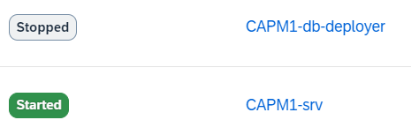 Stopped CAPM1-db-deployer
Started CAPM1-srv